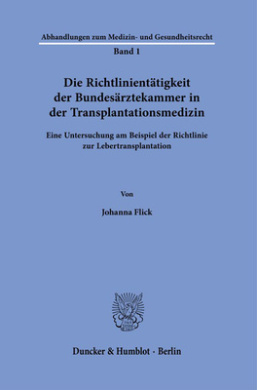 Abhandlungen zum Medizin- und Gesundheitsrecht
Band 1
Die Richtlinientätigkeit
der Bundesärztekammer in
der Transplantationsmedizin
Eine Untersuchung am Beispiel der Richtlinie
zur Lebertransplantation
Von
Johanna Flick
Duncker & Humblot · Berlin